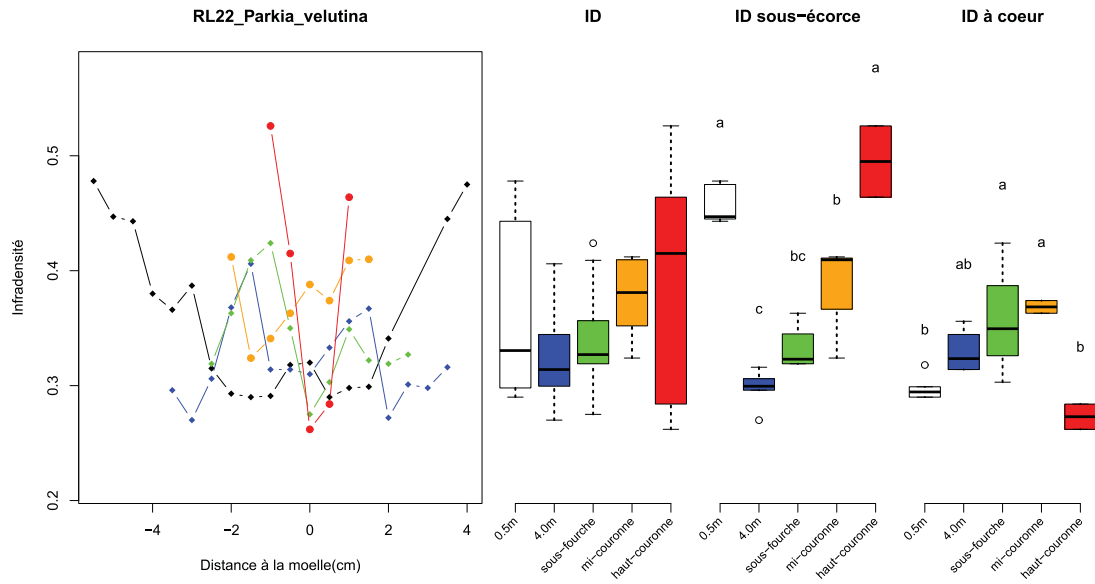 RL22_Parkia_velutina
ID
ID sous−écorce
ID à coeur
Infradensité
0.5
0.4
0.3
0.2
−4
−2
0
2
4
Distance à la moelle(cm)
0.5m
4.0m
sous−fourche
mi−couronne
haut−couronne
a
c
bc
b
a
0.5m
4.0m
sous−fourche
mi−couronne
haut−couronne
b
ab
a
a
b
0.5m
4.0m
sous−fourche
mi−couronne
haut−couronne